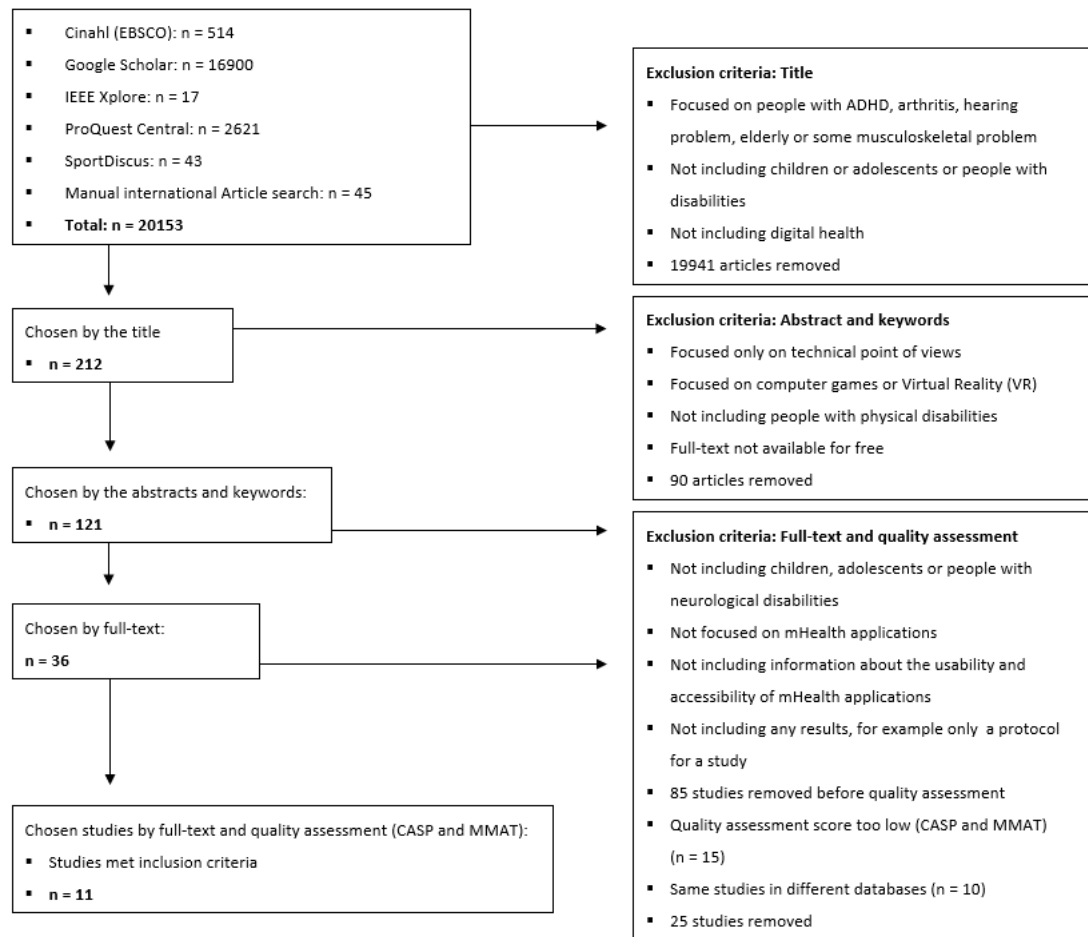 ▪ Cinahl (EBSCO): n = 514
▪ Google Scholar: n = 16900
▪ IEEE Xplore: n = 17
▪ ProQuest Central: n = 2621
▪ SportDiscus: n = 43
▪ Manual international Article search: n = 45
▪ Total: n = 20153
Exclusion criteria: Title
▪ Focused on people with ADHD, arthritis, hearing
problem, elderly or some musculoskeletal problem
▪ Not including children or adolescents or people with
disabilities
▪ Not including digital health
▪ 19941 articles removed
Chosen by the title
▪ n = 212
Exclusion criteria: Abstract and keywords
▪ Focused only on technical point of views
▪ Focused on computer games or Virtual Reality (VR)
▪ Not including people with physical disabilities
▪ Full-text not available for free
▪ 90 articles removed
Chosen by the abstracts and keywords:
▪ n = 121
Exclusion criteria: Full-text and quality assessment
▪ Not including children, adolescents or people with
neurological disabilities
▪ Not focused on mHealth applications
▪ Not including information about the usability and
accessibility of mHealth applications
▪ Not including any results, for example only a protocol
for a study
▪ 85 studies removed before quality assessment
▪ Quality assessment score too low (CASP and MMAT)
(n = 15)
▪ Same studies in different databases (n = 10)
▪ 25 studies removed
Chosen by full-text:
n = 36
Chosen studies by full-text and quality assessment (CASP and MMAT):
▪ Studies met inclusion criteria
▪ n = 11